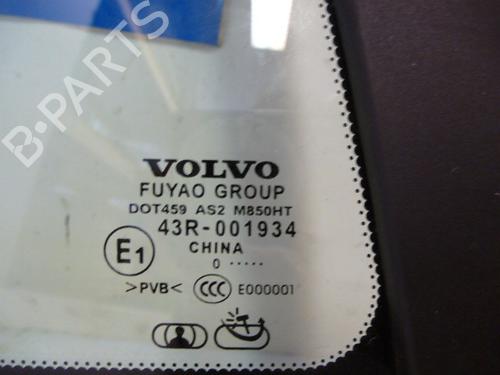 B-PARTS
VOLVO
FUYAO GROUP
DOT459 AS2 M850HT
43R-001934
CHINA
E1 0 .....
>PVB< CCC E000001